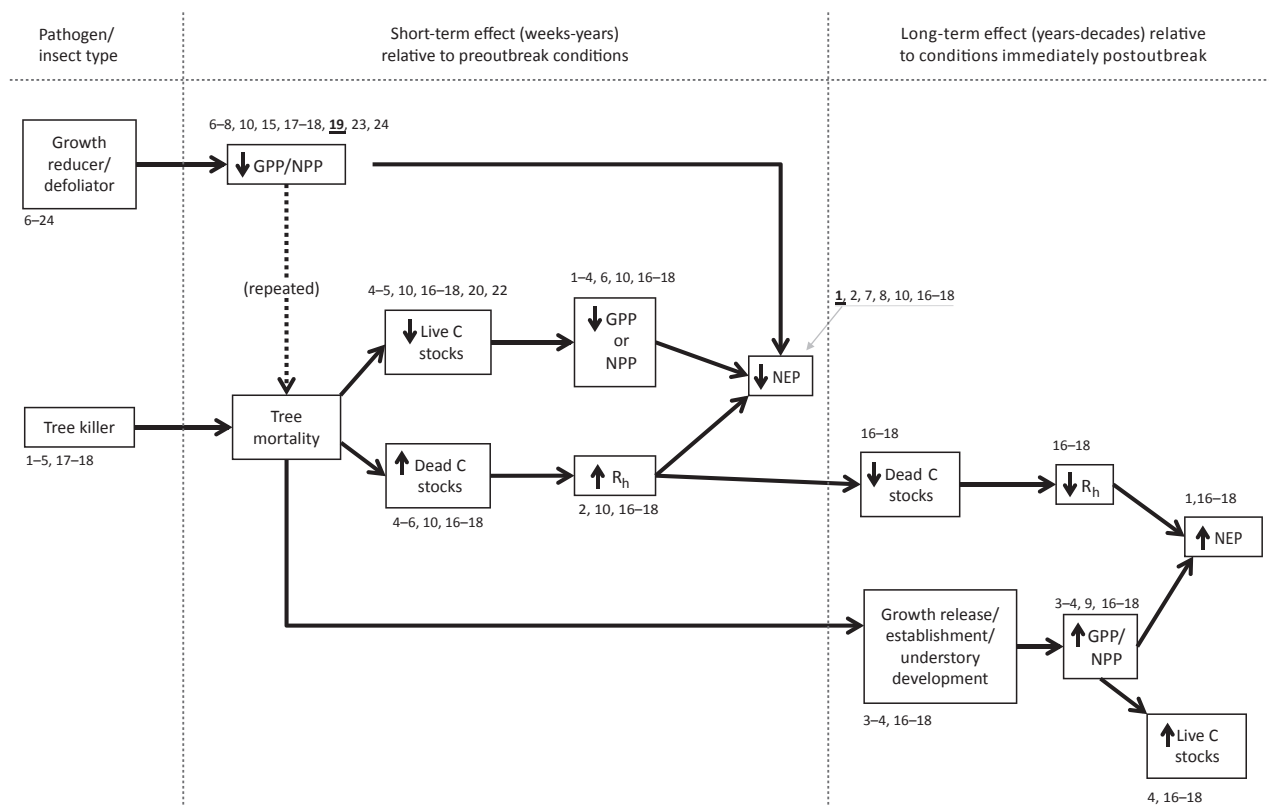 Pathogen/
insect type
Short-term effect (weeks-years)
relative to preoutbreak conditions
Long-term effect (years-decades) relative
to conditions immediately postoutbreak
Growth
reducer/
defoliator
6–24
6–8, 10, 15, 17–18, 19, 23, 24
GPP/NPP
(repeated)
Tree killer
1–5, 17–18
Tree
mortality
4–5, 10, 16–18, 20, 22
Live C
stocks
1–4, 6, 10, 16–18
GPP
or
NPP
1, 2, 7, 8, 10, 16–18
NEP
Dead C
stocks
4–6, 10, 16–18
Rh
2, 10, 16–18
16–18
Dead C
stocks
16–18
Rh
1,16–18
NEP
Growth release/
establishment/
understory
development
3–4, 16–18
3–4, 9, 16–18
GPP/
NPP
Live C
stocks
4, 16–18